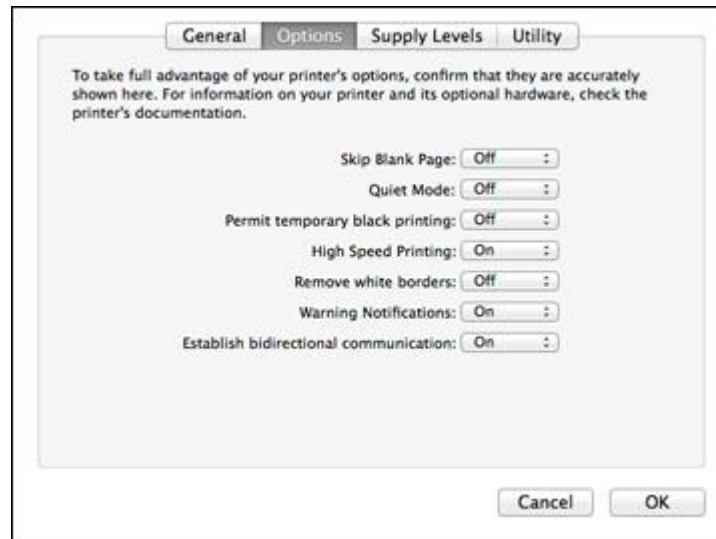 General Options Supply Levels Utility
To take full advantage of your printer's options, confirm that they are accurately
shown here. For information on your printer and its optional hardware, check the
printer's documentation.
Skip Blank Page: Off
Quiet Mode: Off
Permit temporary black printing: Off
High Speed Printing: On
Remove white borders: Off
Warning Notifications: On
Establish bidirectional communication: On
Cancel OK